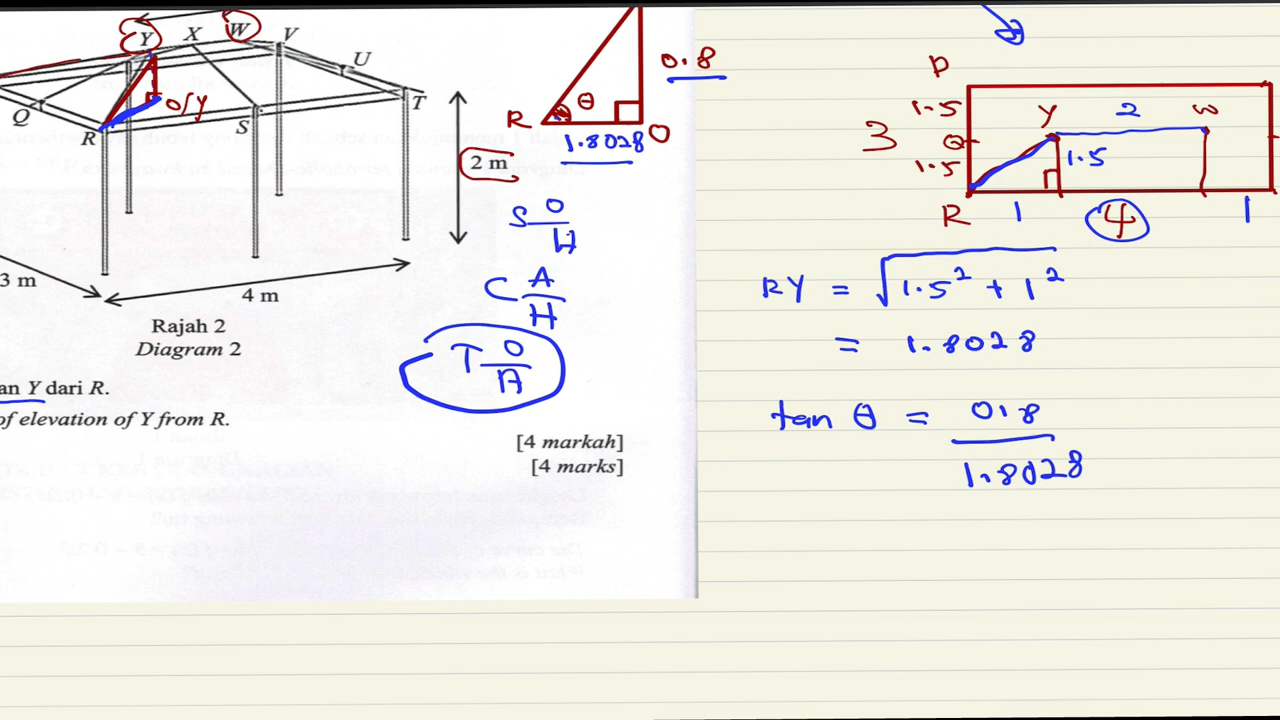 Y X W V
U
Q T
R S
O/Y
2 m
3 m
4 m
Rajah 2
Diagram 2
an Y dari R.
of elevation of Y from R.
[4 markah]
[4 marks]
R θ O
0.8
1.8028
S O/H
C A/H
T O/A
P
1.5
3
1.5
Y 2 W
1.5
R 1 4 1
RY = √1.5² + 1²
= 1.8028
tan θ = 0.8/1.8028